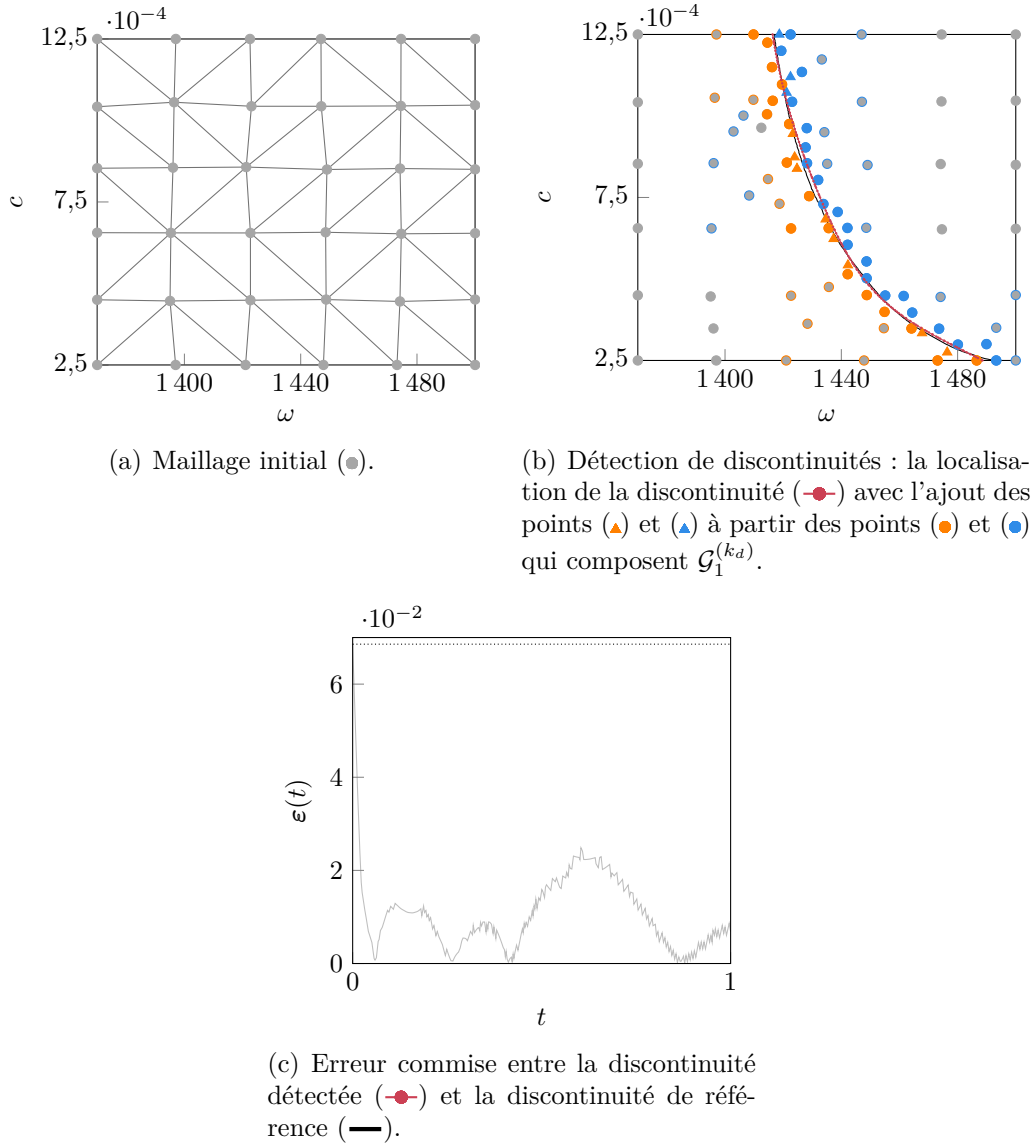 ·10⁻⁴
12,5
7,5
2,5
c
1 400
1 440
1 480
ω
(a) Maillage initial (●).
·10⁻⁴
12,5
7,5
2,5
c
1 400
1 440
1 480
ω
(b) Détection de discontinuités : la localisa-
tion de la discontinuité (●) avec l'ajout des
points (▲) et (▲) à partir des points (●) et (●)
qui composent 𝒢₁^(k_d).
·10⁻²
6
4
2
0
ε(t)
0
1
t
(c) Erreur commise entre la discontinuité
détectée (●) et la discontinuité de réfé-
rence (—).